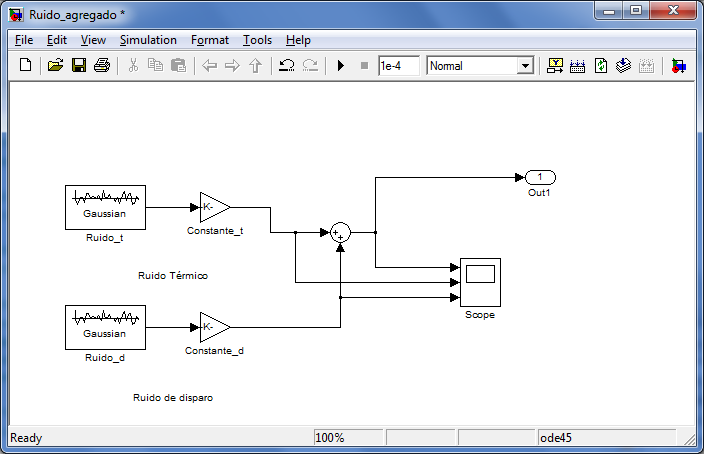 Ruido_agregado *
File Edit View Simulation Format Tools Help
1e-4 Normal
1
Out1
Gaussian
-K-
Ruido_t
Constante_t
+
+
Ruido Térmico
Scope
Gaussian
-K-
Ruido_d
Constante_d
Ruido de disparo
Ready 100% ode45